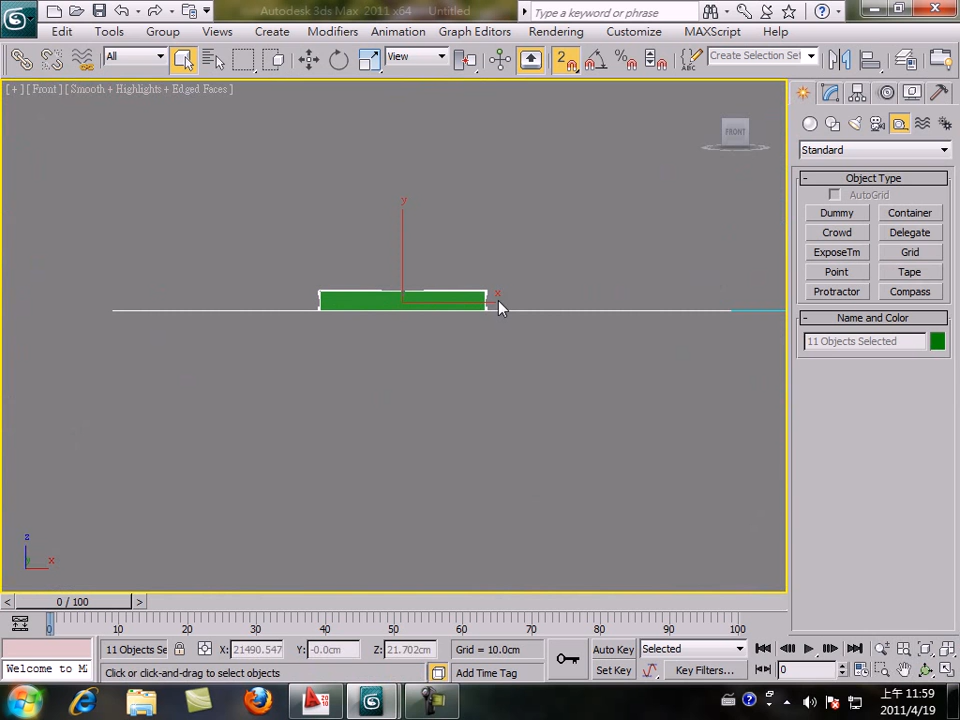 Autodesk 3ds Max 2011 x64 Untitled
Type a keyword or phrase
Edit Tools Group Views Create Modifiers Animation Graph Editors Rendering Customize MAXScript Help
All View 2 Create Selection Se
[ + ] [ Front ] [ Smooth + Highlights + Edged Faces ]
FRONT
Standard
- Object Type
AutoGrid
Dummy Container
Crowd Delegate
ExposeTm Grid
Point Tape
Protractor Compass
- Name and Color
11 Objects Selected
y
x
z
y
x
< 0 / 100 >
0 10 20 30 40 50 60 70 80 90 100
11 Objects Se X: 21490.547 Y: -0.0cm Z: 21.702cm Grid = 10.0cm Auto Key Selected
Welcome to M Click or click-and-drag to select objects Add Time Tag Set Key Key Filters... 0
上午 11:59
2011/4/19